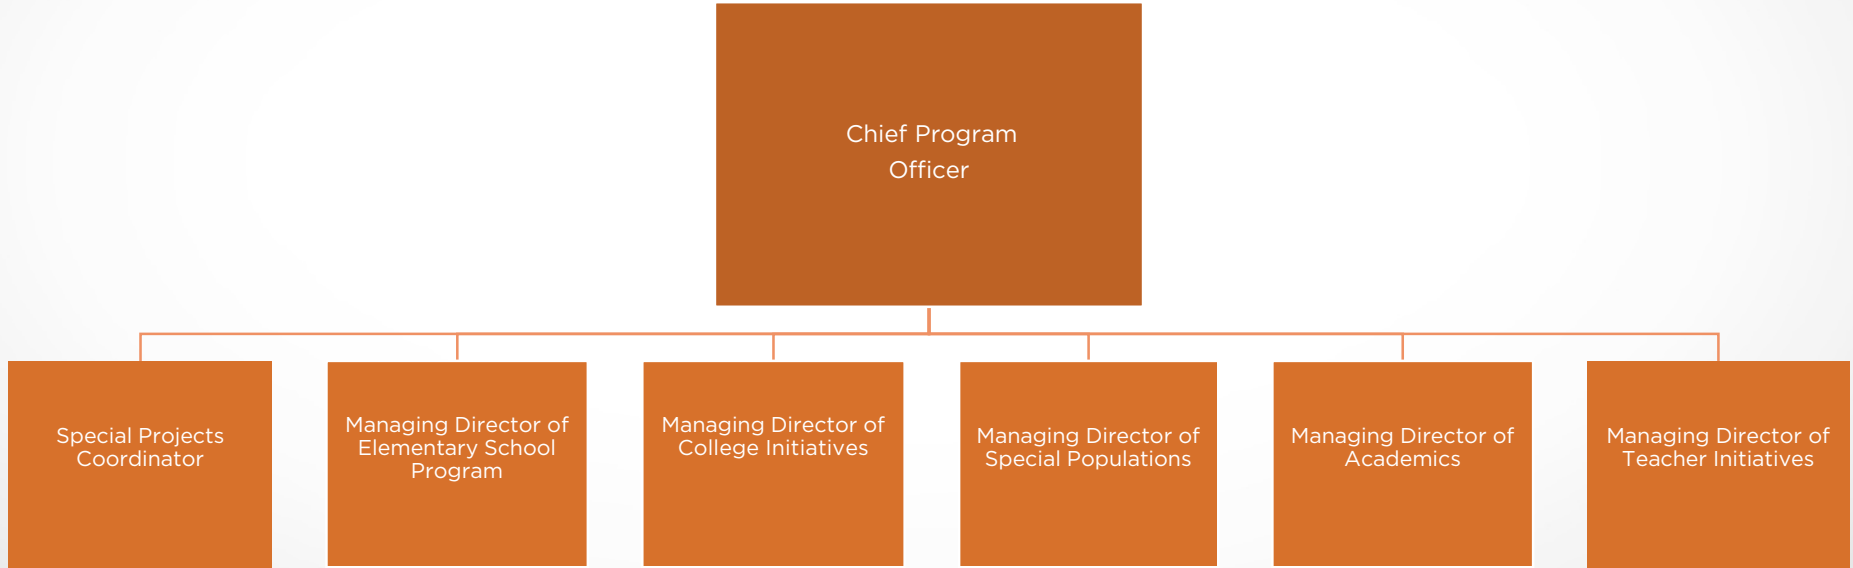 Chief Program
Officer
Special Projects
Coordinator
Managing Director of
Elementary School
Program
Managing Director of
College Initiatives
Managing Director of
Special Populations
Managing Director of
Academics
Managing Director of
Teacher Initiatives